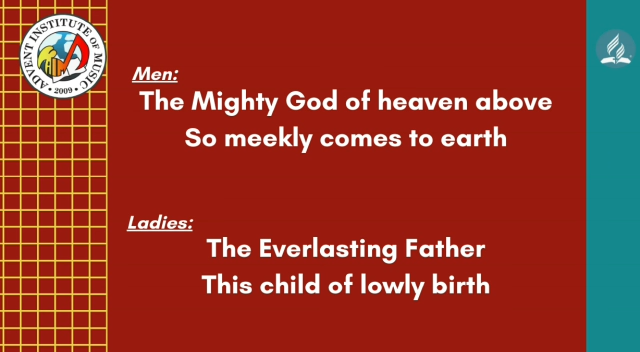 ADVENT INSTITUTE OF MUSIC
• 2009 •
Men:
The Mighty God of heaven above
So meekly comes to earth
Ladies:
The Everlasting Father
This child of lowly birth